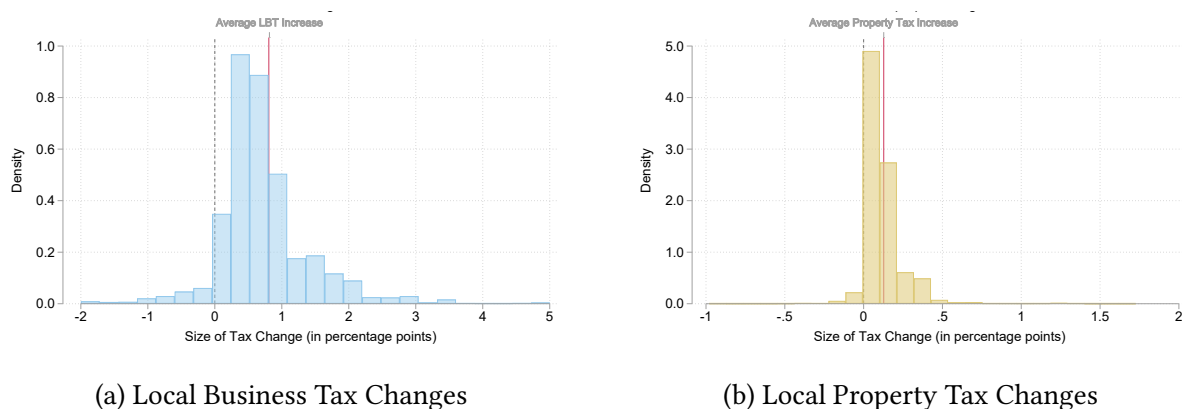 Average LBT Increase
1.0
0.8
0.6
0.4
0.2
0.0
Density
-2 -1 0 1 2 3 4 5
Size of Tax Change (in percentage points)
(a) Local Business Tax Changes
Average Property Tax Increase
5.0
4.0
3.0
2.0
1.0
0.0
Density
-1 -.5 0 .5 1 1.5 2
Size of Tax Change (in percentage points)
(b) Local Property Tax Changes